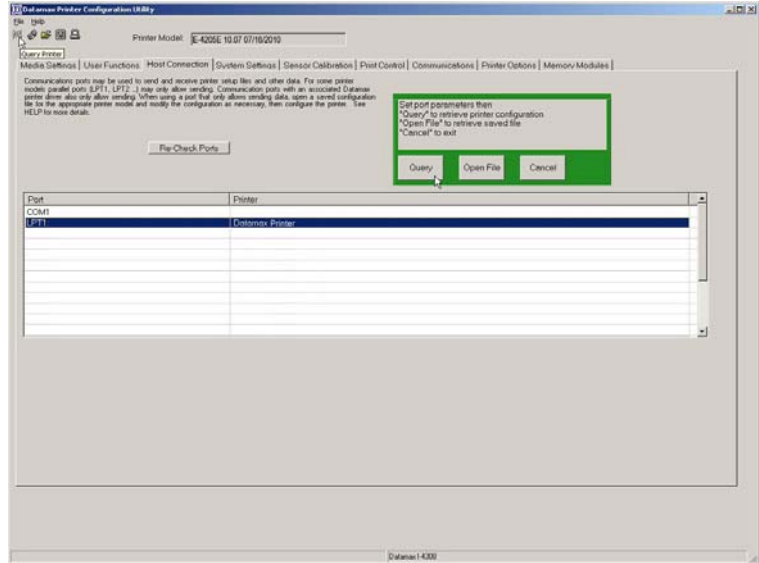 Datamax Printer Configuration Utility
File Help
Printer Model: E-4205E 10.07 07/16/2010
Query Printer
Media Settings | User Functions | Host Connection | System Settings | Sensor Calibration | Print Control | Communications | Printer Options | Memory Modules |
Communications ports may be used to send and receive printer setup files and other data. For some printer
models parallel ports (LPT1, LPT2 ..) may only allow sending. Communication ports with an associated Datamax
printer driver also only allow sending. When using a port that only allows sending data, open a saved configuration
file for the appropriate printer model and modify the configuration as necessary, then configure the printer. See
HELP for more details.
Set port parameters then
"Query" to retrieve printer configuration
"Open File" to retrieve saved file
"Cancel" to exit
Re-Check Ports
Query Open File Cancel
Port Printer
COM1
LPT1: Datamax Printer
Datamax I-4308